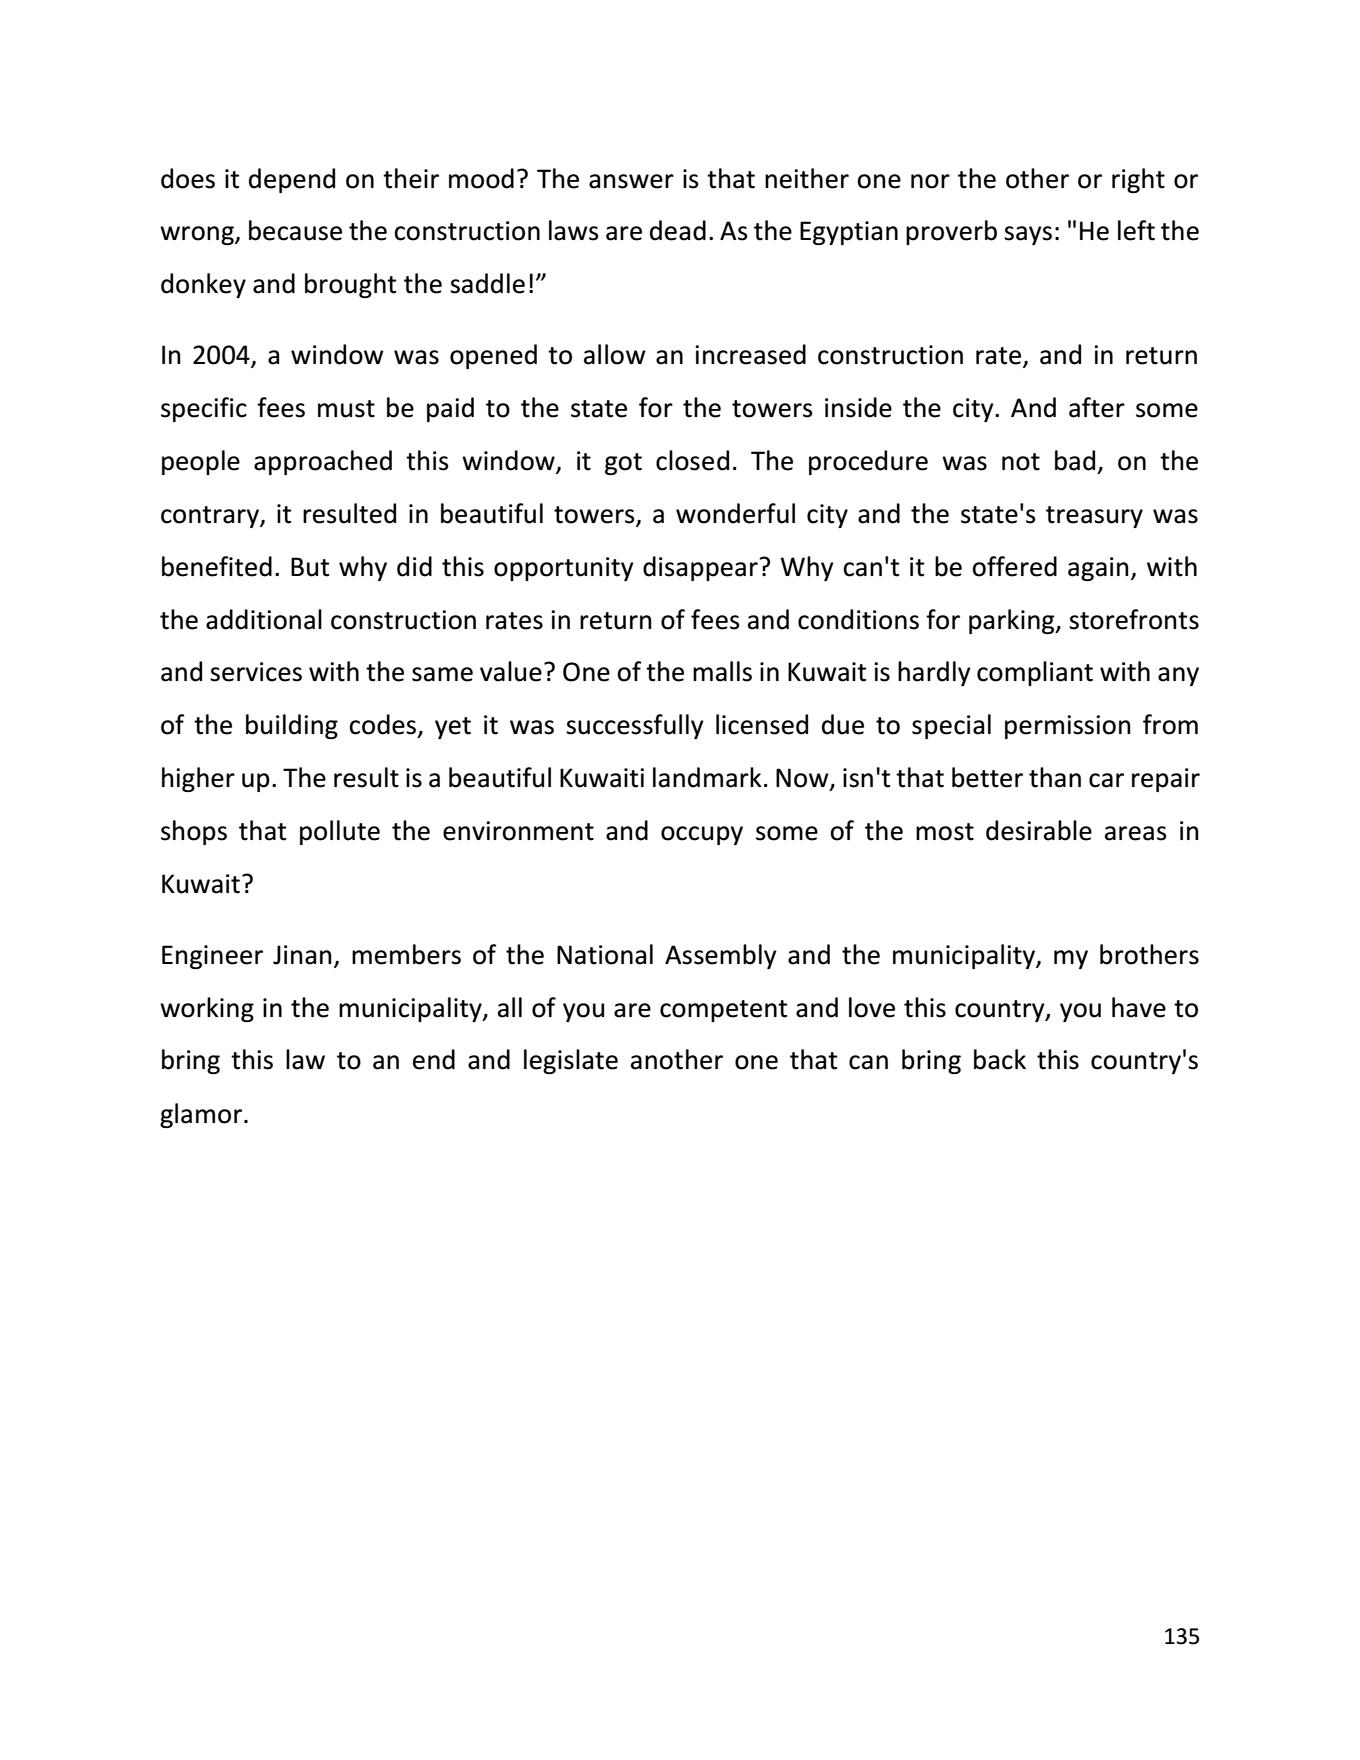 does it depend on their mood? The answer is that neither one nor the other or right or
wrong, because the construction laws are dead. As the Egyptian proverb says: "He left the
donkey and brought the saddle!”
In 2004, a window was opened to allow an increased construction rate, and in return
specific fees must be paid to the state for the towers inside the city. And after some
people approached this window, it got closed. The procedure was not bad, on the
contrary, it resulted in beautiful towers, a wonderful city and the state's treasury was
benefited. But why did this opportunity disappear? Why can't it be offered again, with
the additional construction rates in return of fees and conditions for parking, storefronts
and services with the same value? One of the malls in Kuwait is hardly compliant with any
of the building codes, yet it was successfully licensed due to special permission from
higher up. The result is a beautiful Kuwaiti landmark. Now, isn't that better than car repair
shops that pollute the environment and occupy some of the most desirable areas in
Kuwait?
Engineer Jinan, members of the National Assembly and the municipality, my brothers
working in the municipality, all of you are competent and love this country, you have to
bring this law to an end and legislate another one that can bring back this country's
glamor.
135